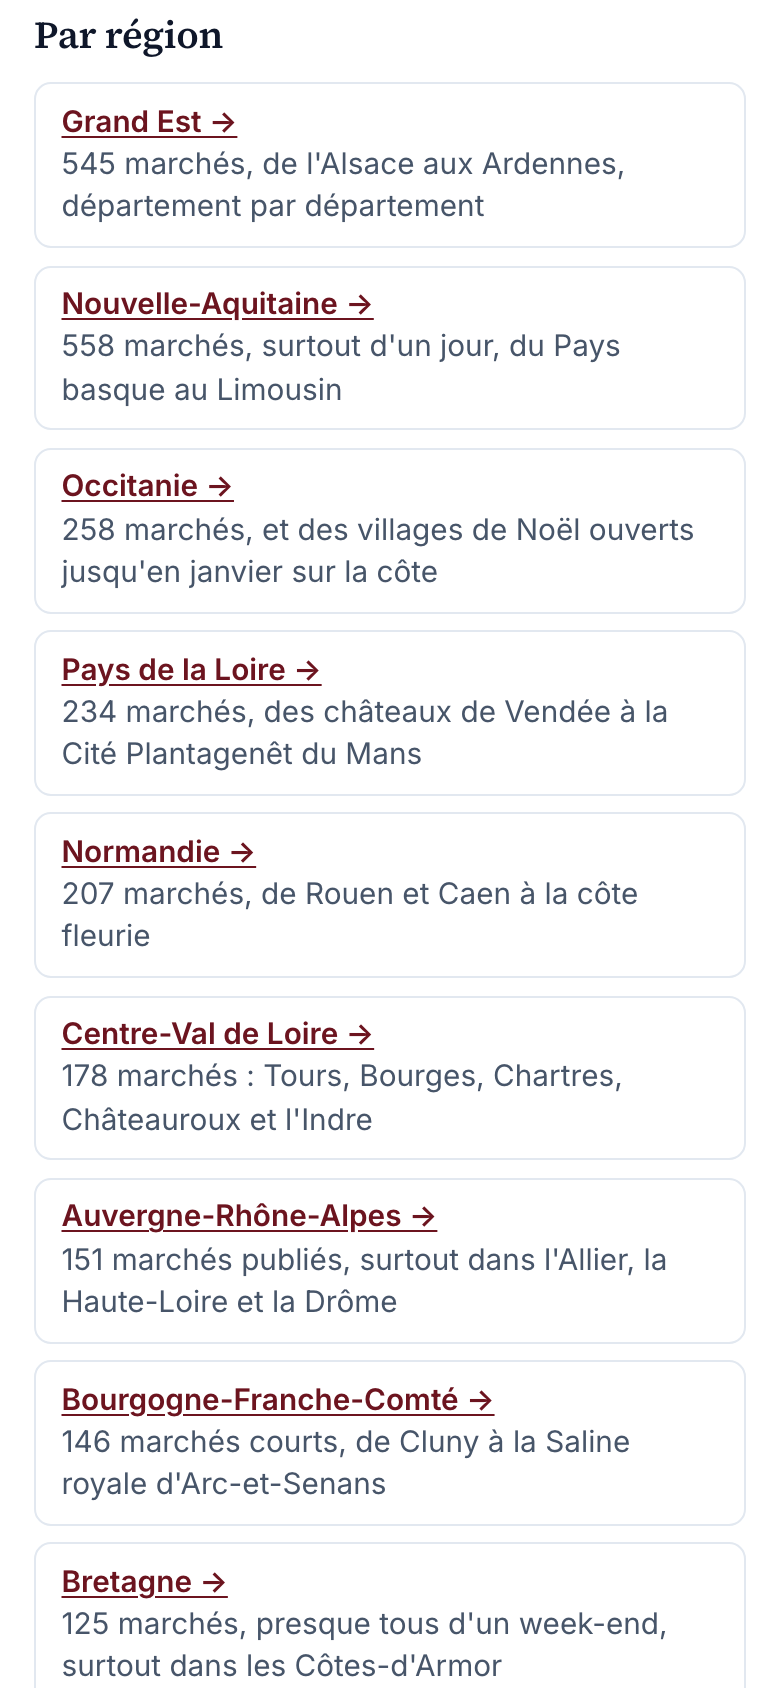 Par région
Grand Est →
545 marchés, de l'Alsace aux Ardennes,
département par département
Nouvelle-Aquitaine →
558 marchés, surtout d'un jour, du Pays
basque au Limousin
Occitanie →
258 marchés, et des villages de Noël ouverts
jusqu'en janvier sur la côte
Pays de la Loire →
234 marchés, des châteaux de Vendée à la
Cité Plantagenêt du Mans
Normandie →
207 marchés, de Rouen et Caen à la côte
fleurie
Centre-Val de Loire →
178 marchés : Tours, Bourges, Chartres,
Châteauroux et l'Indre
Auvergne-Rhône-Alpes →
151 marchés publiés, surtout dans l'Allier, la
Haute-Loire et la Drôme
Bourgogne-Franche-Comté →
146 marchés courts, de Cluny à la Saline
royale d'Arc-et-Senans
Bretagne →
125 marchés, presque tous d'un week-end,
surtout dans les Côtes-d'Armor